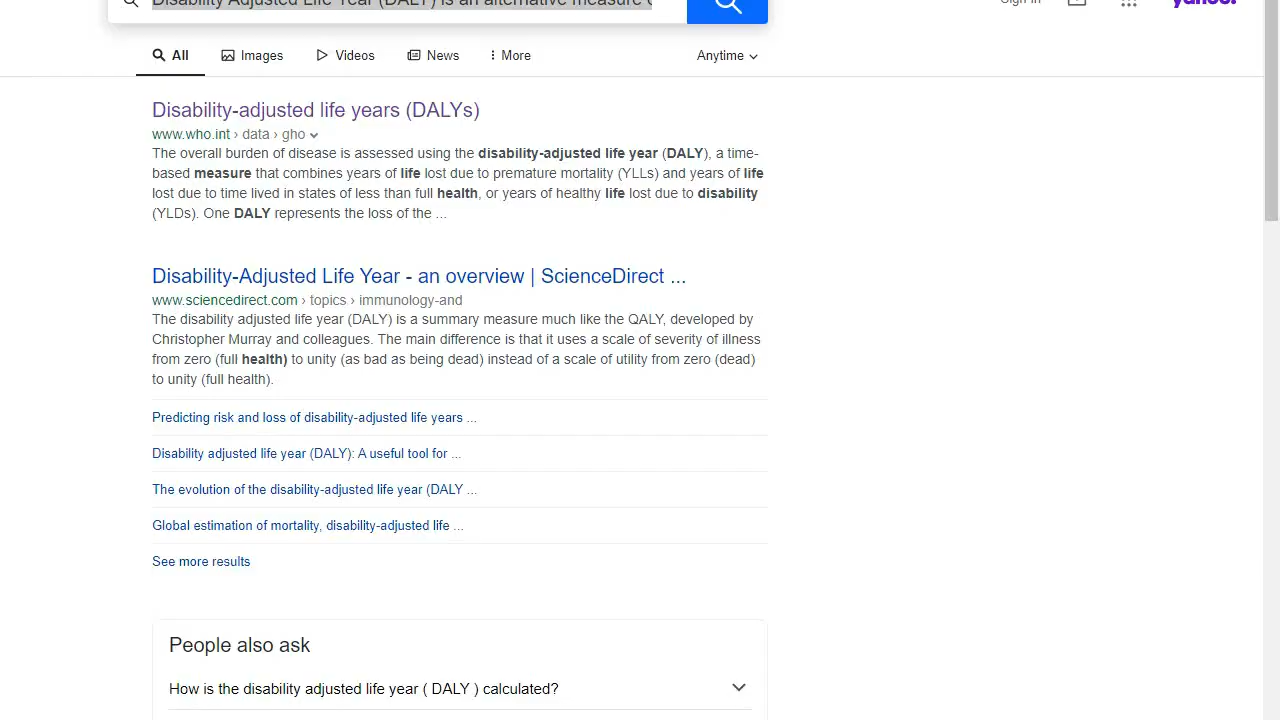 Disability Adjusted Life Year (DALY) is an alternative measure
Sign in
yahoo!
All
Images
Videos
News
More
Anytime
Disability-adjusted life years (DALYs)
www.who.int › data › gho
The overall burden of disease is assessed using the disability-adjusted life year (DALY), a time-
based measure that combines years of life lost due to premature mortality (YLLs) and years of life
lost due to time lived in states of less than full health, or years of healthy life lost due to disability
(YLDs). One DALY represents the loss of the ...
Disability-Adjusted Life Year - an overview | ScienceDirect ...
www.sciencedirect.com › topics › immunology-and
The disability adjusted life year (DALY) is a summary measure much like the QALY, developed by
Christopher Murray and colleagues. The main difference is that it uses a scale of severity of illness
from zero (full health) to unity (as bad as being dead) instead of a scale of utility from zero (dead)
to unity (full health).
Predicting risk and loss of disability-adjusted life years ...
Disability adjusted life year (DALY): A useful tool for ...
The evolution of the disability-adjusted life year (DALY ...
Global estimation of mortality, disability-adjusted life ...
See more results
People also ask
How is the disability adjusted life year ( DALY ) calculated?